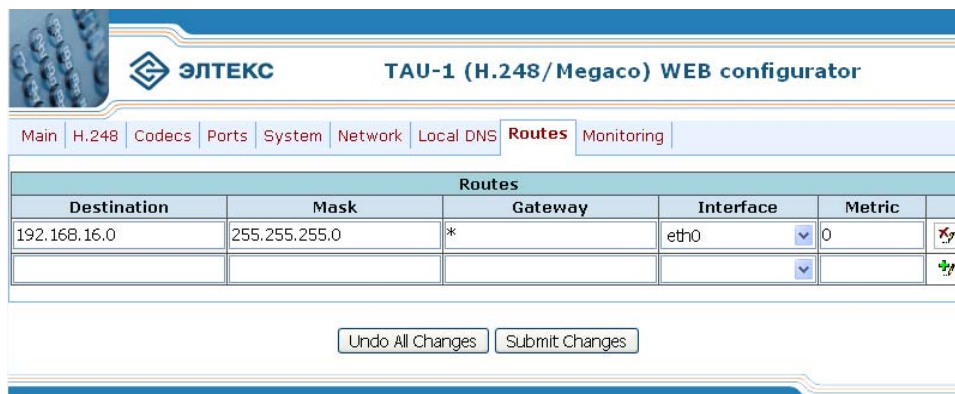 ЭЛТЕКС TAU-1 (H.248/Megaco) WEB configurator
Main H.248 Codecs Ports System Network Local DNS Routes Monitoring
Routes
Destination Mask Gateway Interface Metric
192.168.16.0 255.255.255.0 * eth0 0
Undo All Changes Submit Changes